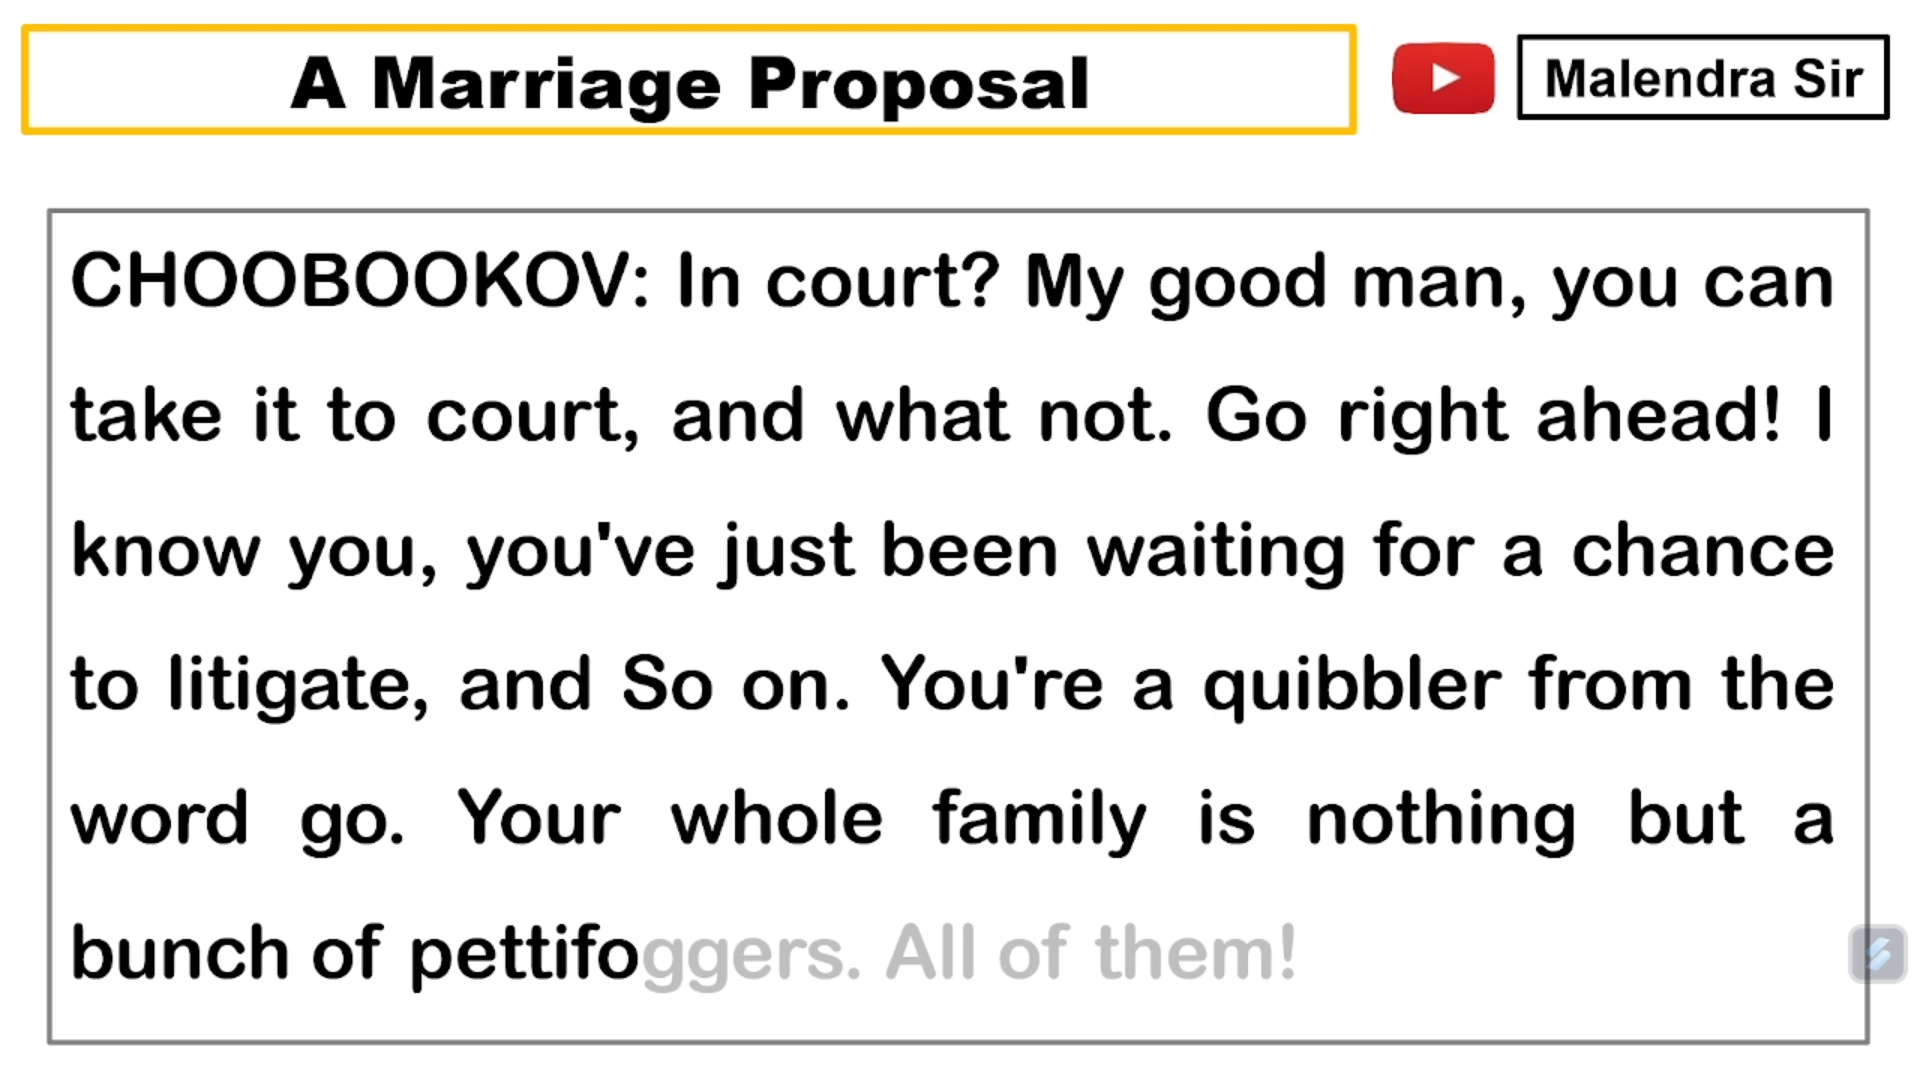 A Marriage Proposal
Malendra Sir
CHOOBOOKOV: In court? My good man, you can
take it to court, and what not. Go right ahead! I
know you, you've just been waiting for a chance
to litigate, and So on. You're a quibbler from the
word go. Your whole family is nothing but a
bunch of pettifoggers. All of them!